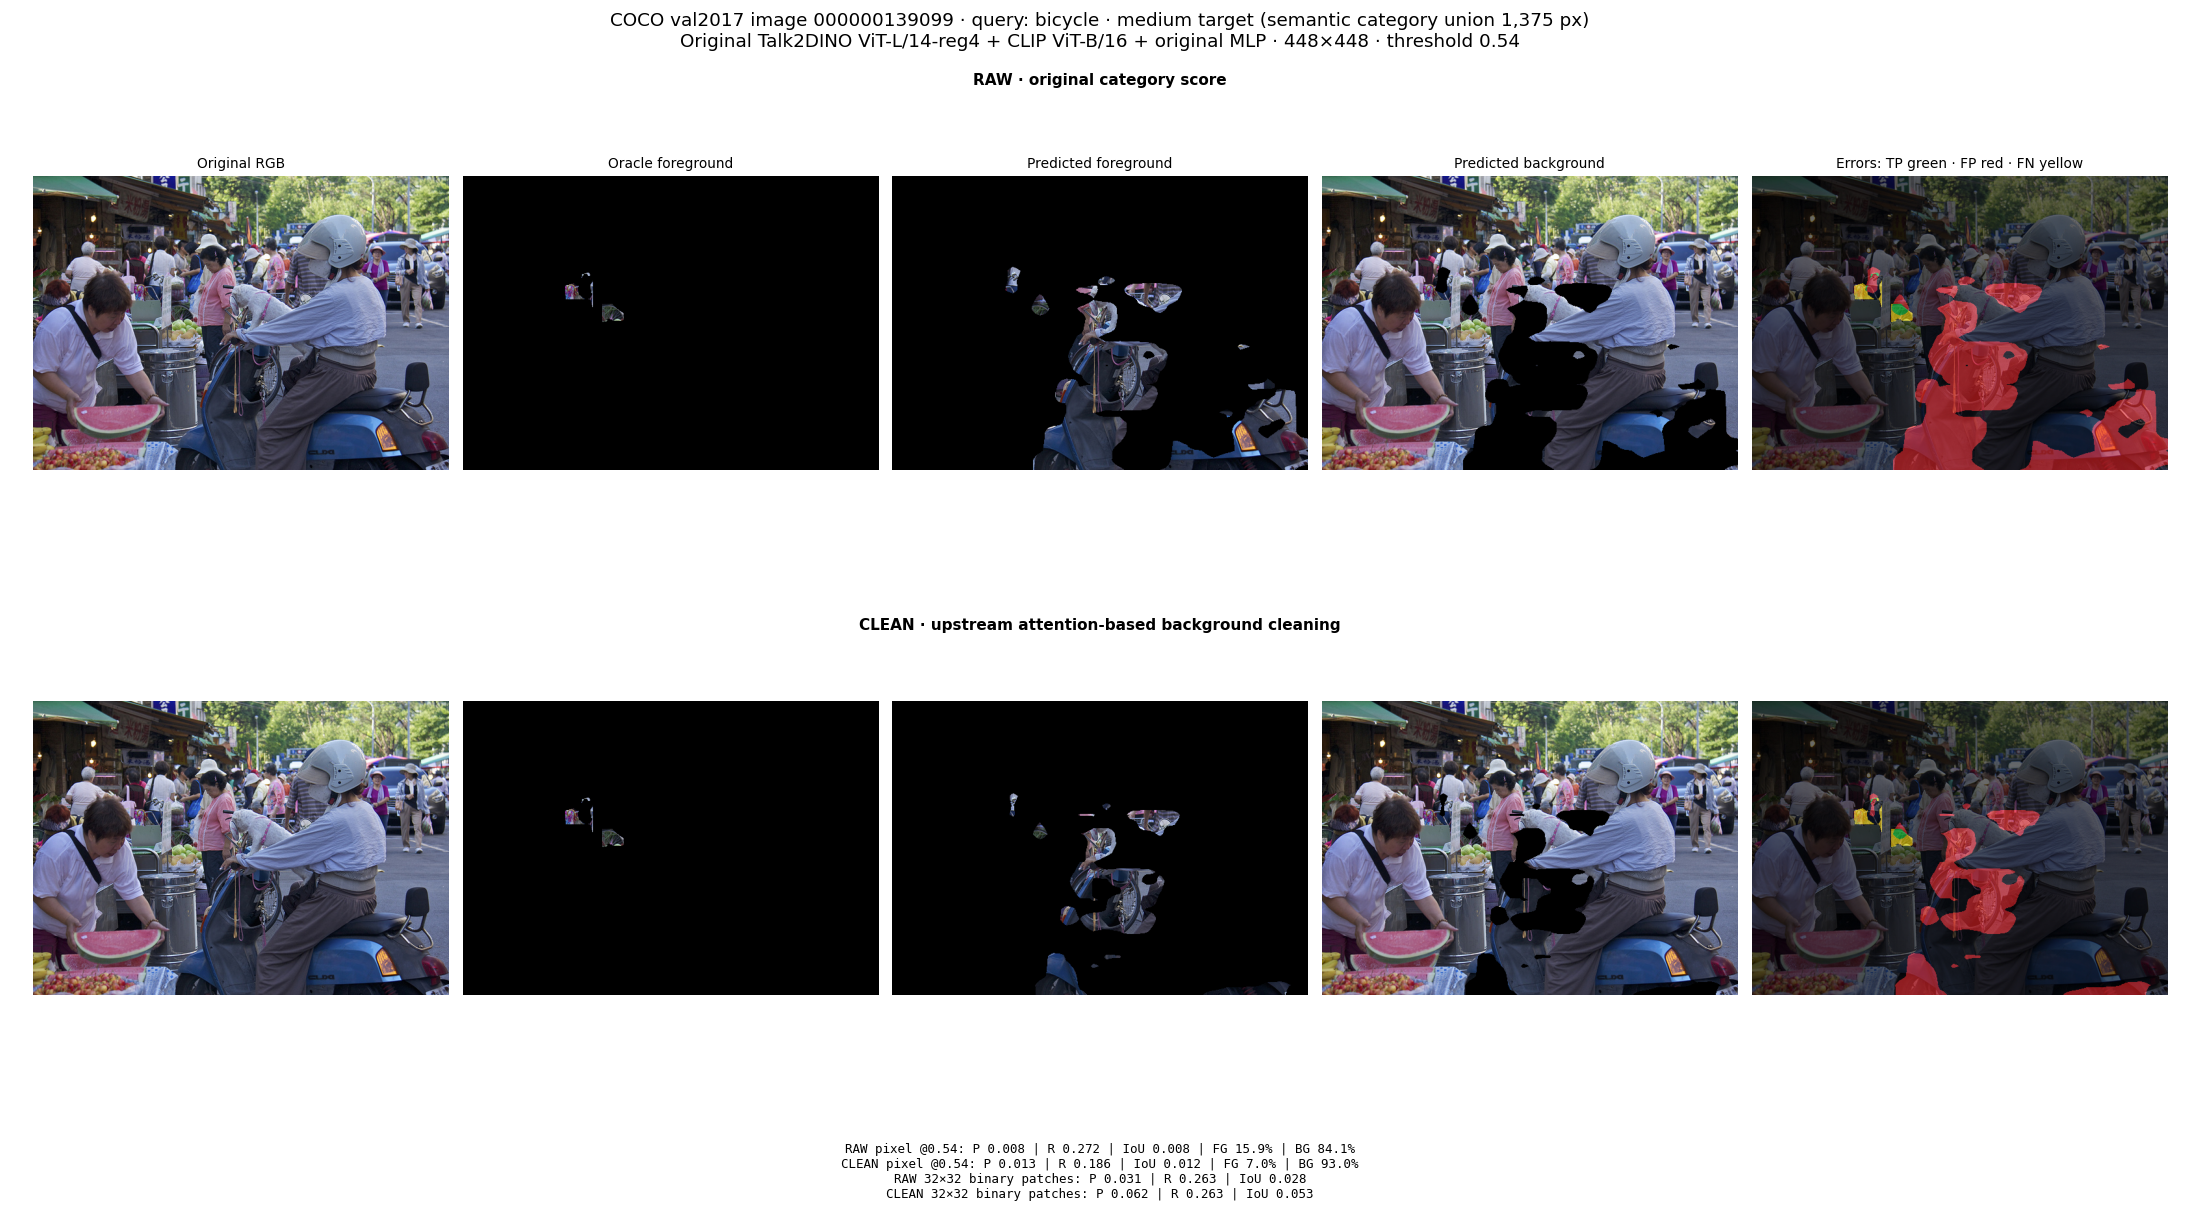 COCO val2017 image 000000139099 · query: bicycle · medium target (semantic category union 1,375 px)
Original Talk2DINO ViT-L/14-reg4 + CLIP ViT-B/16 + original MLP · 448×448 · threshold 0.54
RAW · original category score
Original RGB
Oracle foreground
Predicted foreground
Predicted background
Errors: TP green · FP red · FN yellow
CLEAN · upstream attention-based background cleaning
RAW pixel @0.54: P 0.008 | R 0.272 | IoU 0.008 | FG 15.9% | BG 84.1%
CLEAN pixel @0.54: P 0.013 | R 0.186 | IoU 0.012 | FG 7.0% | BG 93.0%
RAW 32×32 binary patches: P 0.031 | R 0.263 | IoU 0.028
CLEAN 32×32 binary patches: P 0.062 | R 0.263 | IoU 0.053